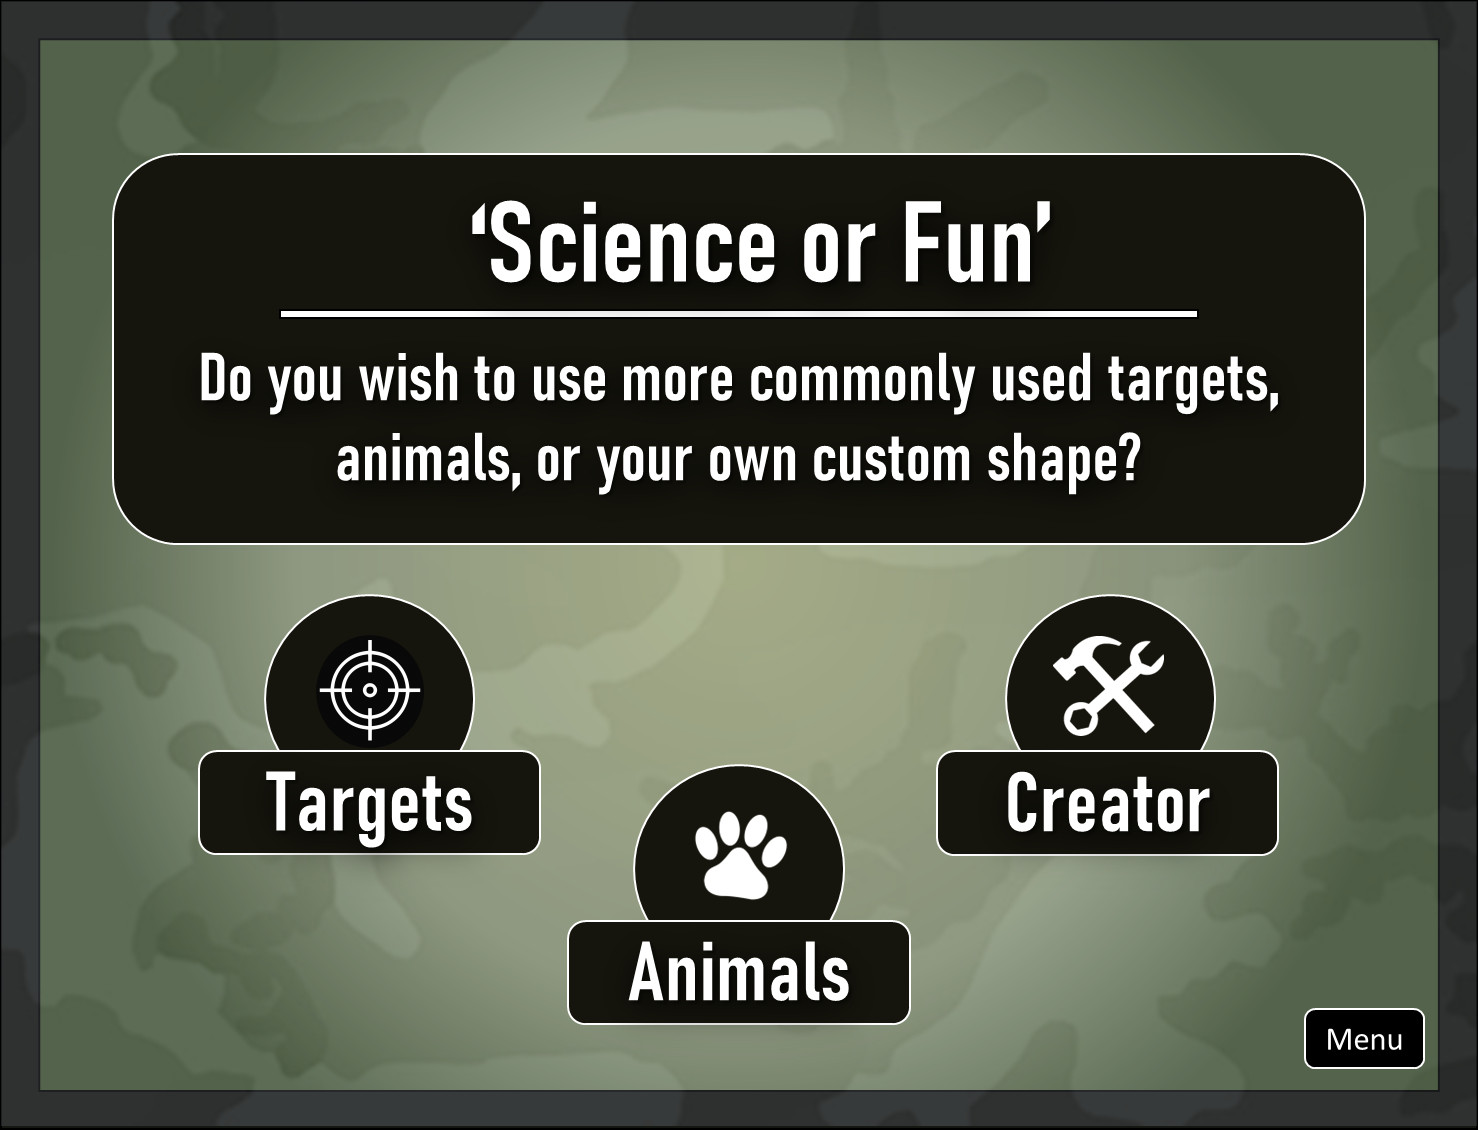 ‘Science or Fun’
Do you wish to use more commonly used targets,
animals, or your own custom shape?
Targets
Creator
Animals
Menu